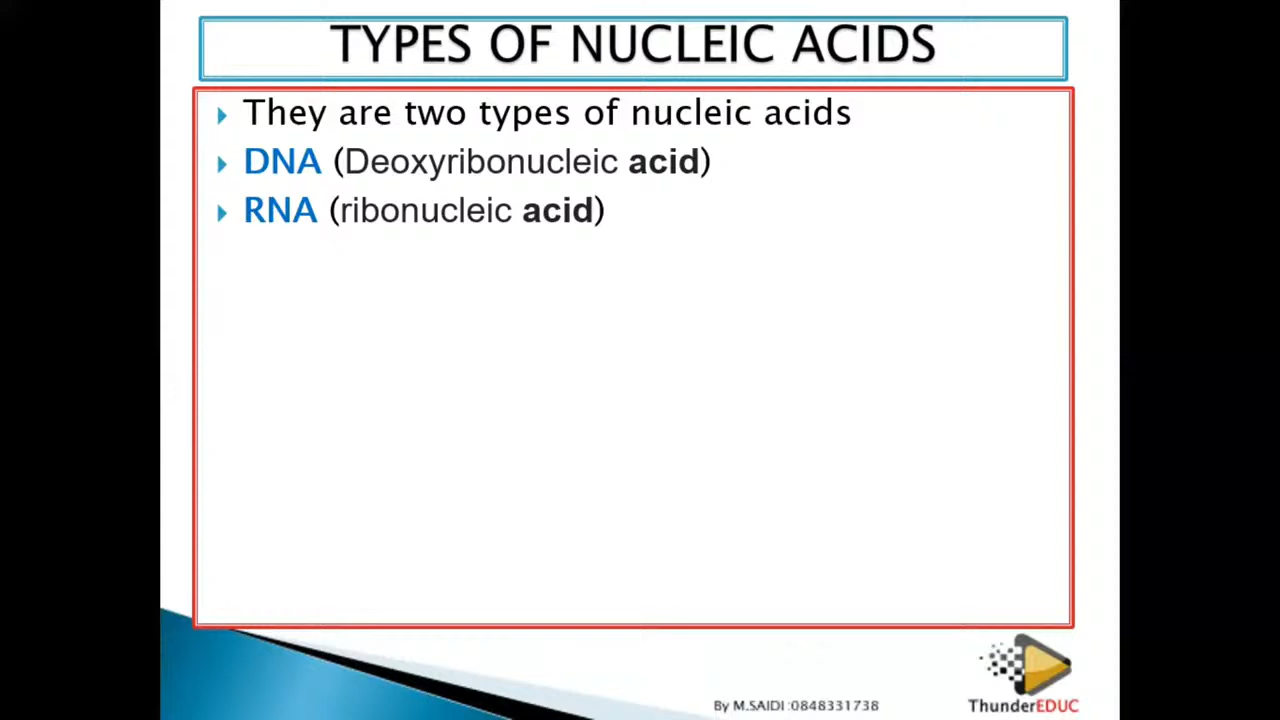 TYPES OF NUCLEIC ACIDS
They are two types of nucleic acids
DNA (Deoxyribonucleic acid)
RNA (ribonucleic acid)
By M.SAIDI :0848331738
ThunderEDUC